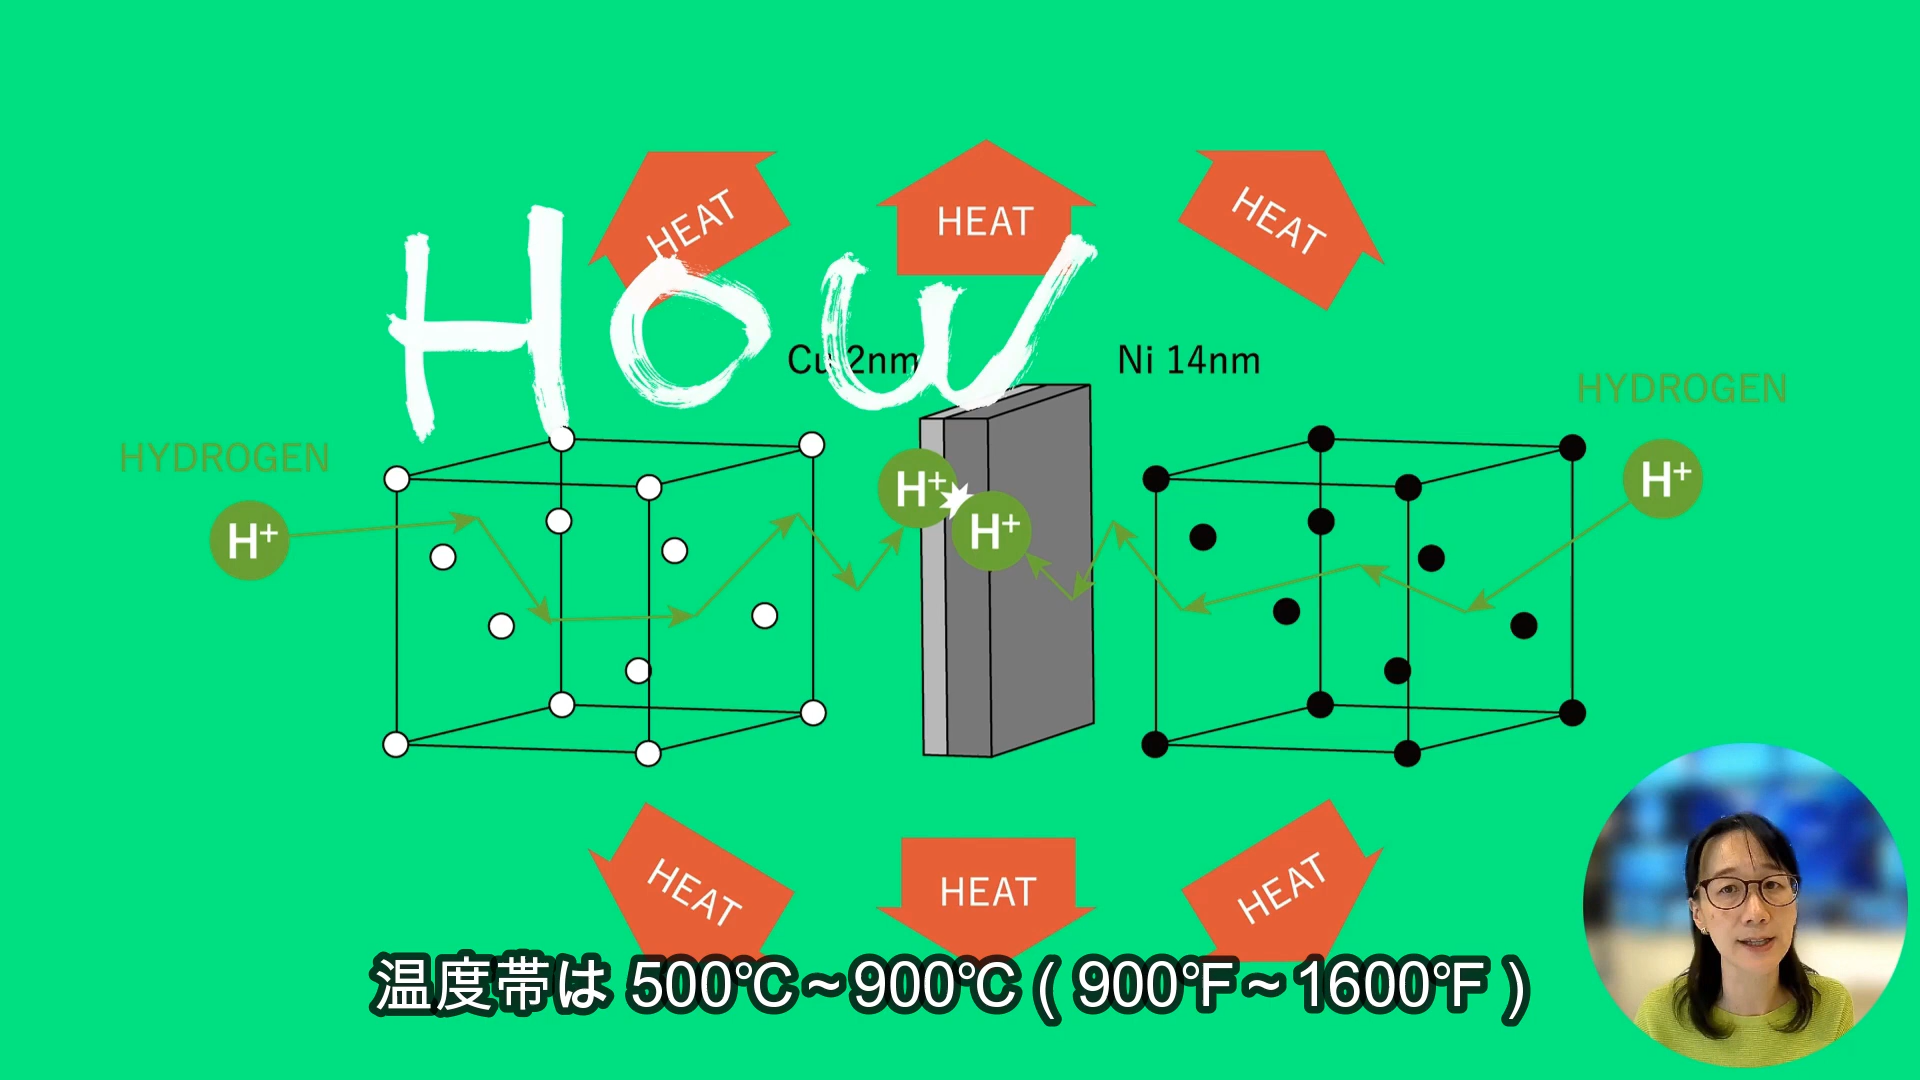 HEAT
HEAT
HEAT
How
Cu 2nm
Ni 14nm
HYDROGEN
HYDROGEN
H+
H+
H+
H+
HEAT
HEAT
HEAT
温度帯は 500℃~900℃ ( 900℉~1600℉ )